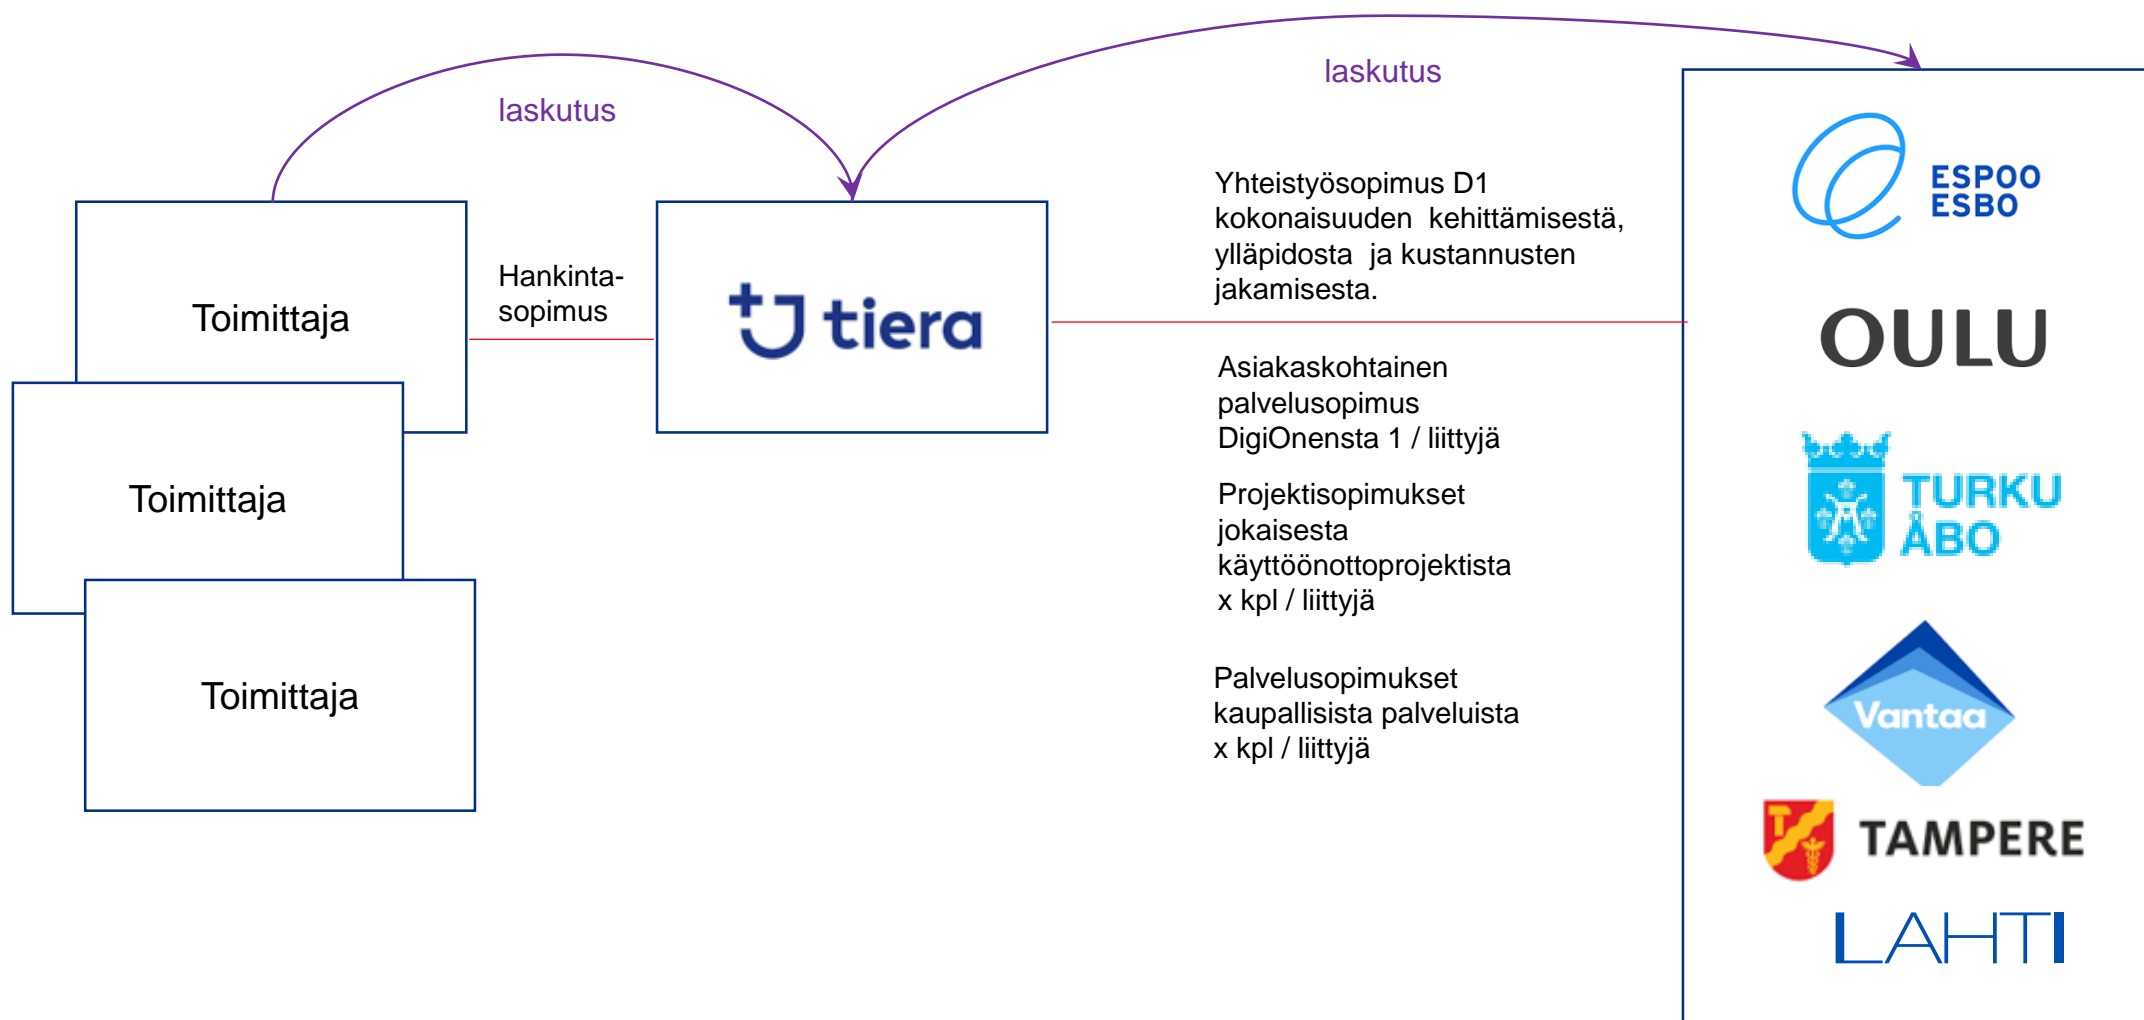 laskutus
laskutus
Toimittaja
Toimittaja
Toimittaja
Hankinta-
sopimus
tiera
Yhteistyösopimus D1
kokonaisuuden kehittämisestä,
ylläpidosta ja kustannusten
jakamisesta.
Asiakaskohtainen
palvelusopimus
DigiOnensta 1 / liittyjä
Projektisopimukset
jokaisesta
käyttöönottoprojektista
x kpl / liittyjä
Palvelusopimukset
kaupallisista palveluista
x kpl / liittyjä
ESPOO
ESBO
OULU
TURKU
ÅBO
Vantaa
TAMPERE
LAHTI